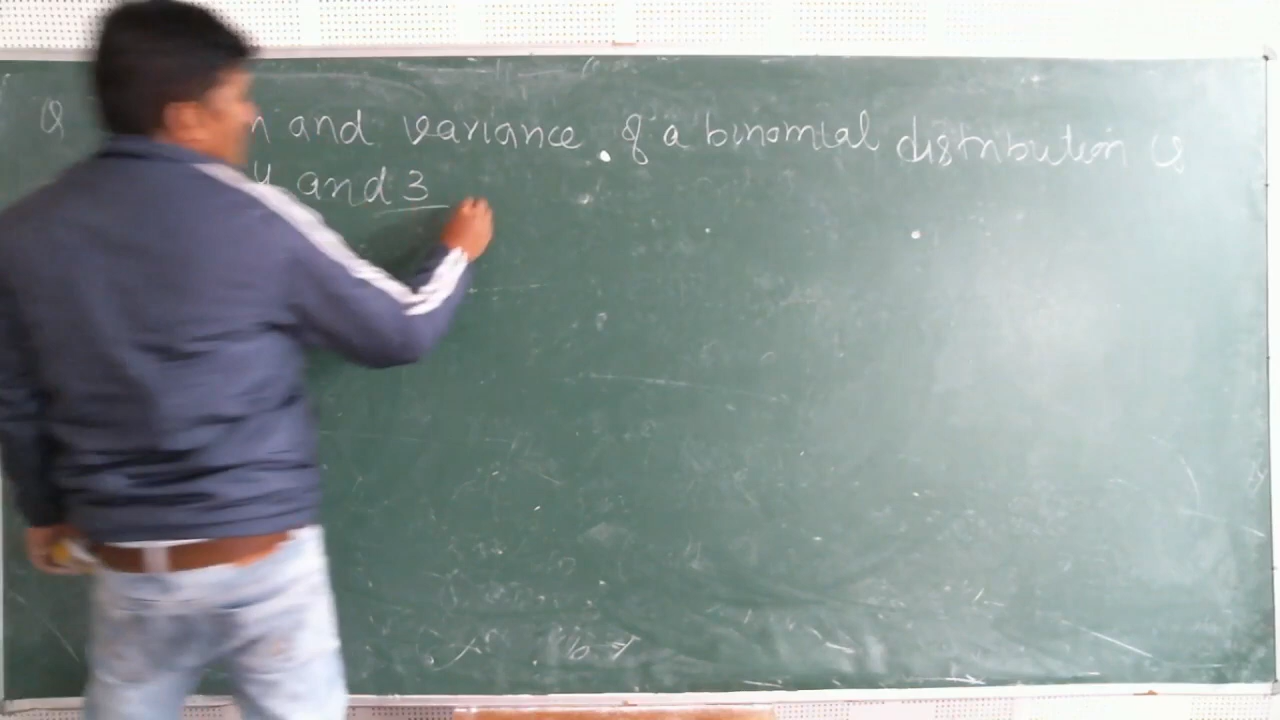 Q n and variance of a binomial distribution is
4 and 3